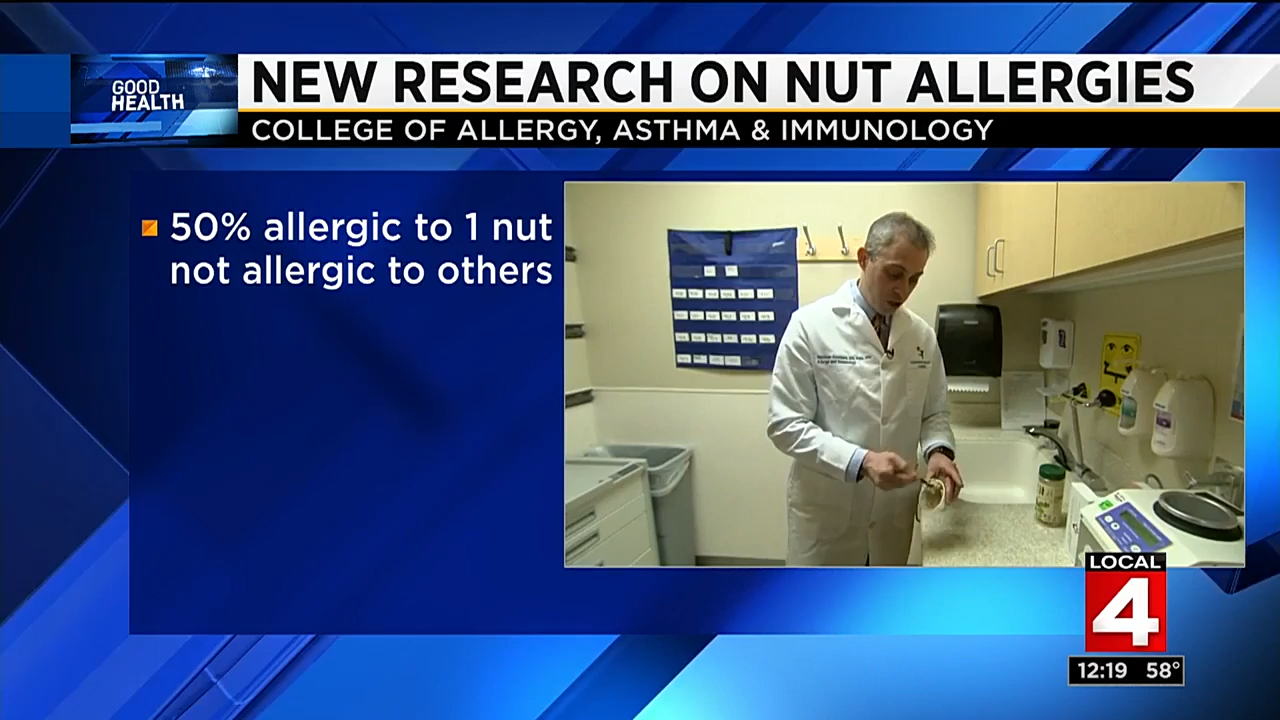 GOOD
HEALTH
NEW RESEARCH ON NUT ALLERGIES
COLLEGE OF ALLERGY, ASTHMA & IMMUNOLOGY
50% allergic to 1 nut
not allergic to others
LOCAL
4
12:19 58°